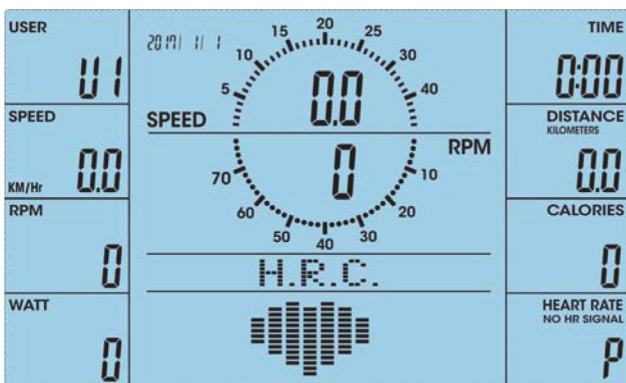 USER
U1
SPEED
KM/Hr 0.0
RPM
0
WATT
0
2019/ 1/ 1
5 10 15 20 25 30 40
SPEED 0.0
0 RPM
10 20 30 40 50 60 70
H.R.C.
TIME
0:00
DISTANCE
KILOMETERS
0.0
CALORIES
0
HEART RATE
NO HR SIGNAL
P